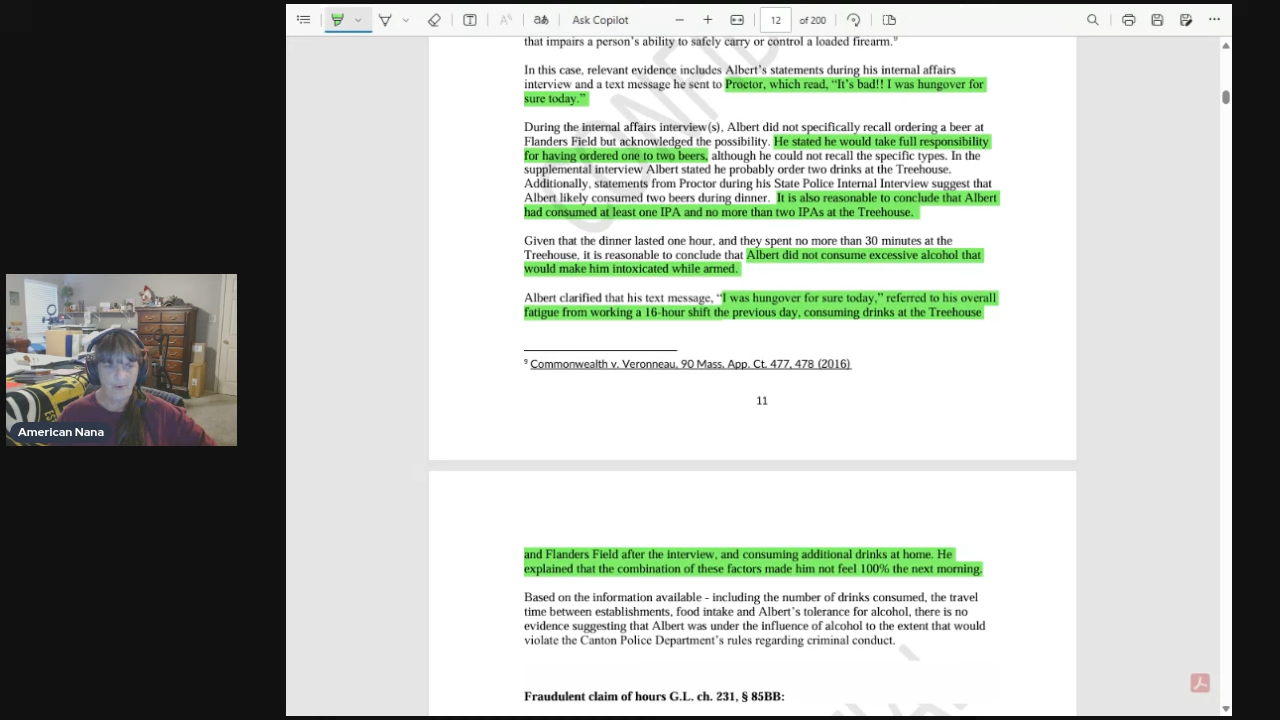 Ask Copilot
12
of 200
that impairs a person's ability to safely carry or control a loaded firearm.⁹
In this case, relevant evidence includes Albert's statements during his internal affairs
interview and a text message he sent to Proctor, which read, “It's bad!! I was hungover for
sure today.”
During the internal affairs interview(s), Albert did not specifically recall ordering a beer at
Flanders Field but acknowledged the possibility. He stated he would take full responsibility
for having ordered one to two beers, although he could not recall the specific types. In the
supplemental interview Albert stated he probably order two drinks at the Treehouse.
Additionally, statements from Proctor during his State Police Internal Interview suggest that
Albert likely consumed two beers during dinner. It is also reasonable to conclude that Albert
had consumed at least one IPA and no more than two IPAs at the Treehouse.
Given that the dinner lasted one hour, and they spent no more than 30 minutes at the
Treehouse, it is reasonable to conclude that Albert did not consume excessive alcohol that
would make him intoxicated while armed.
Albert clarified that his text message, “I was hungover for sure today,” referred to his overall
fatigue from working a 16-hour shift the previous day, consuming drinks at the Treehouse
⁹ Commonwealth v. Veronneau, 90 Mass. App. Ct. 477, 478 (2016)
11
American Nana
and Flanders Field after the interview, and consuming additional drinks at home. He
explained that the combination of these factors made him not feel 100% the next morning.
Based on the information available - including the number of drinks consumed, the travel
time between establishments, food intake and Albert's tolerance for alcohol, there is no
evidence suggesting that Albert was under the influence of alcohol to the extent that would
violate the Canton Police Department's rules regarding criminal conduct.
Fraudulent claim of hours G.L. ch. 231, § 85BB: